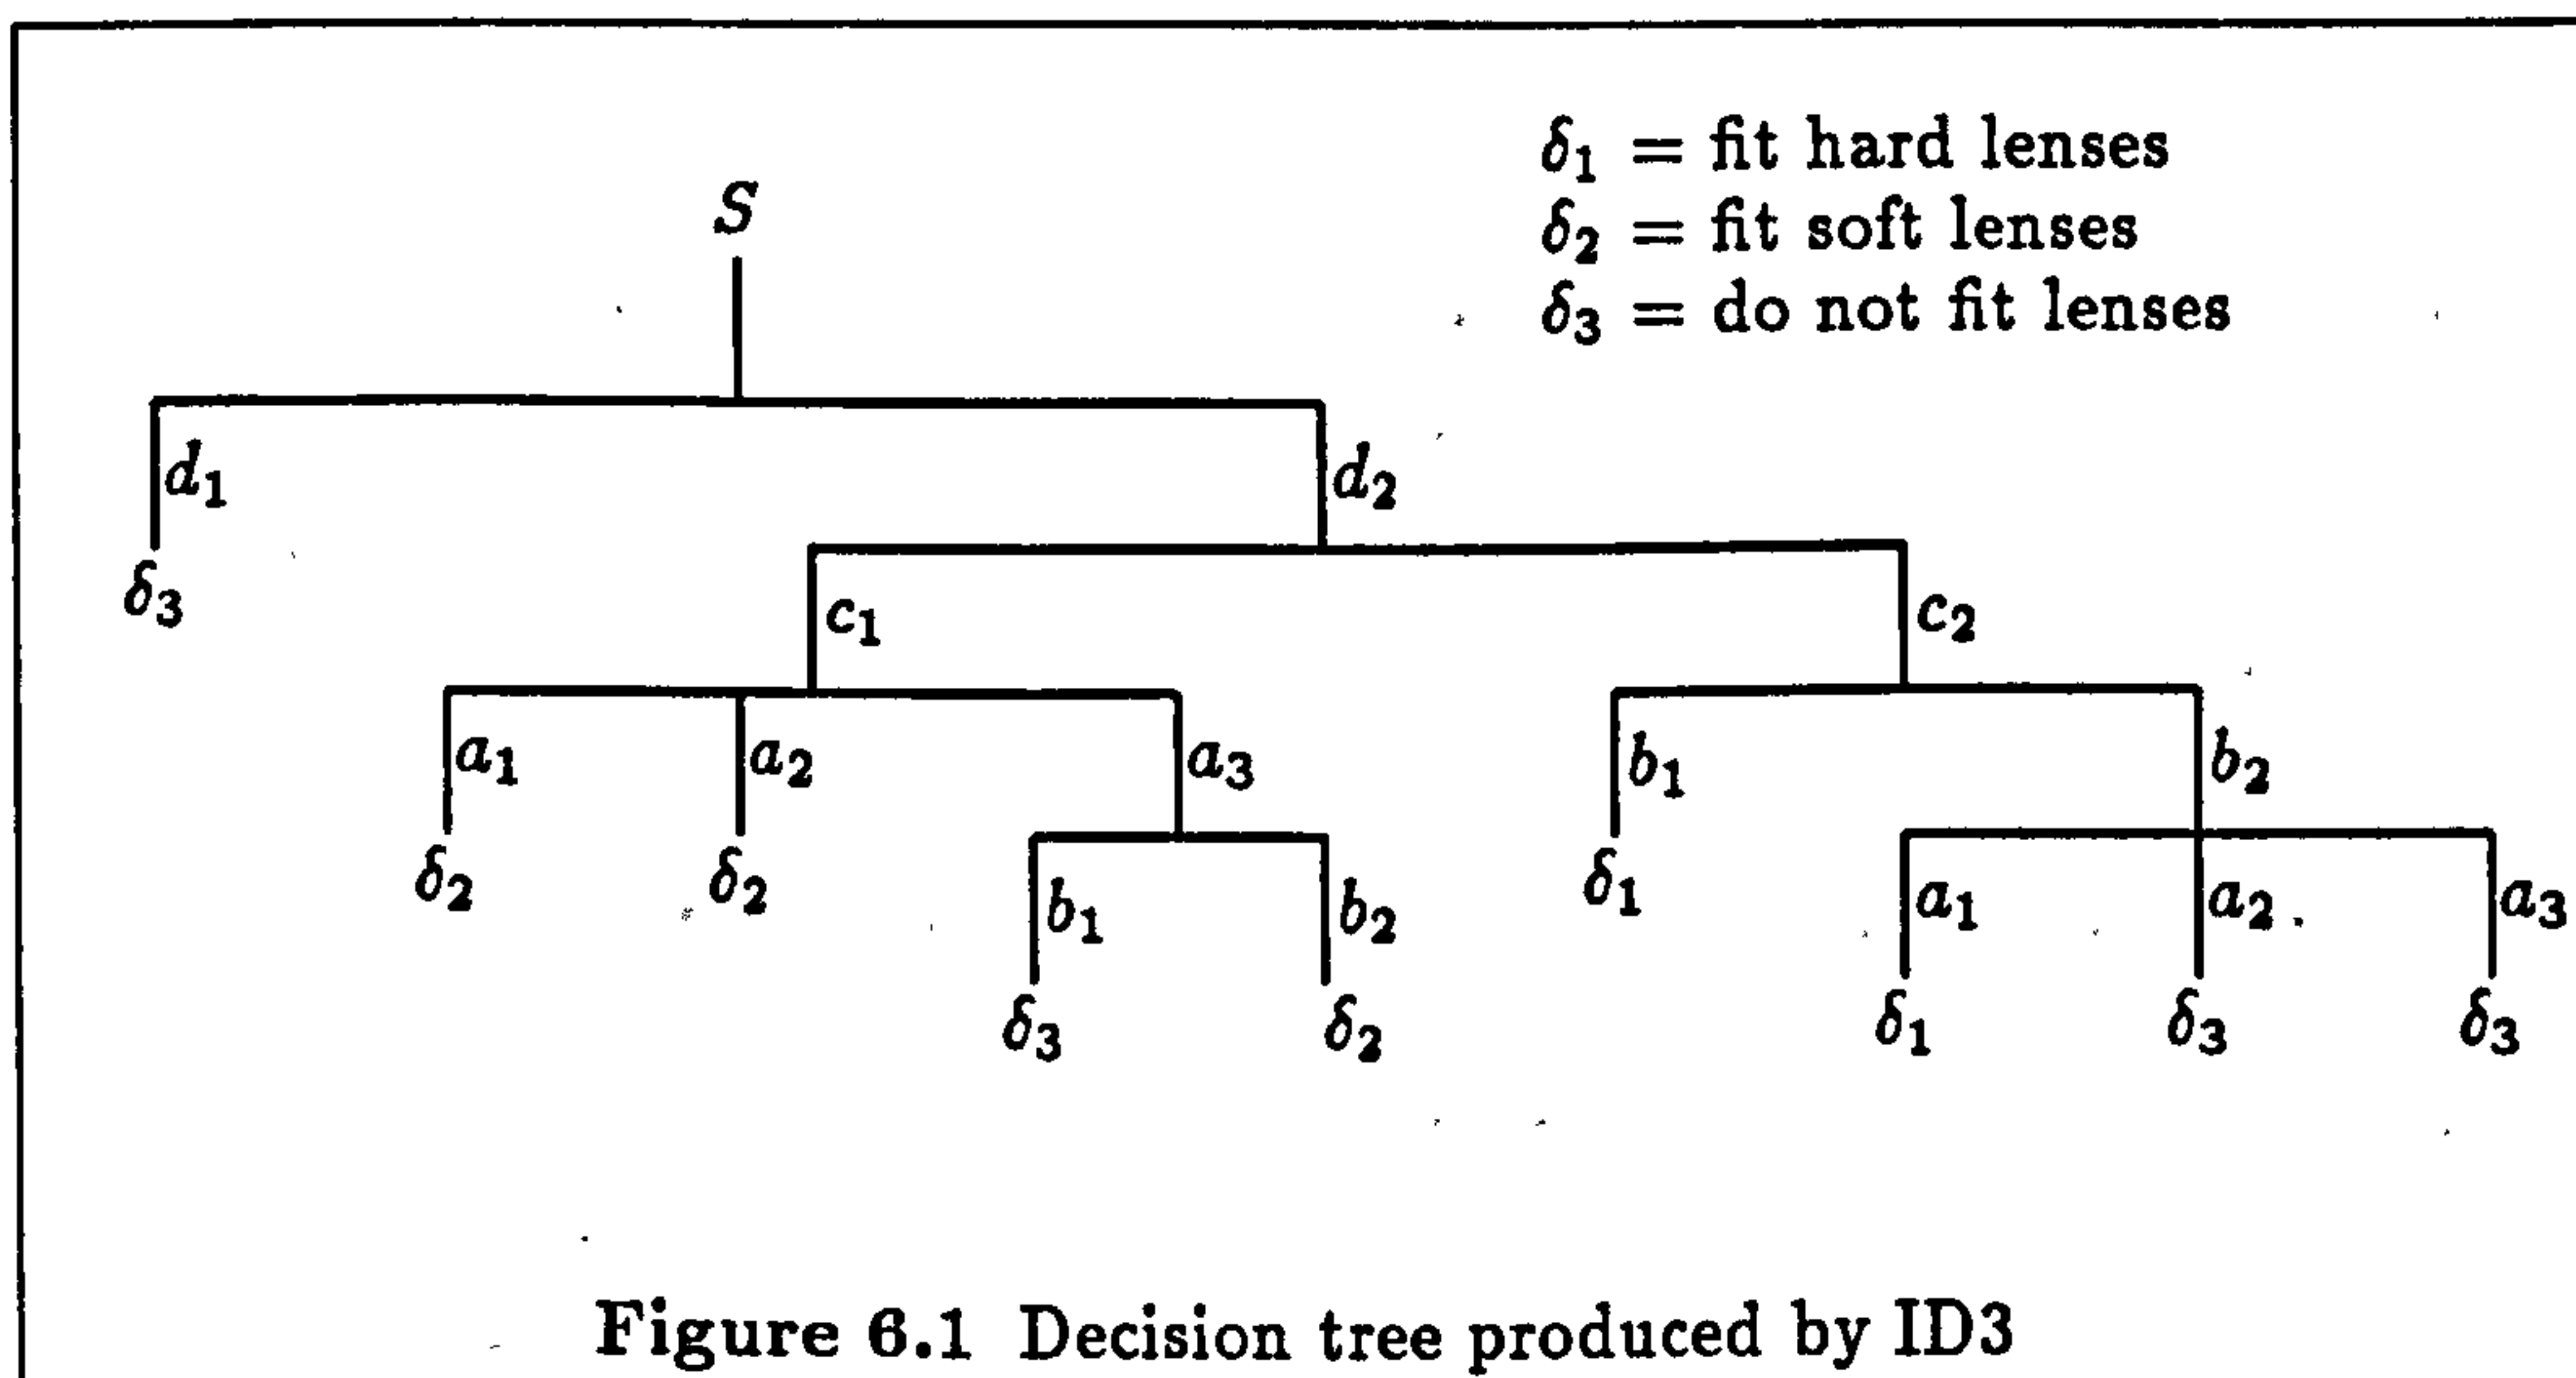 δ₁ = fit hard lenses
S
δ₂ = fit soft lenses
δ₃ = do not fit lenses
d₁ d₂
δ₃
c₁ c₂
a₁ a₂ a₃ b₁ b₂
δ₂ δ₂ δ₁
b₁ b₂ a₁ a₂ a₃
δ₃ δ₂ δ₁ δ₃ δ₃
Figure 6.1 Decision tree produced by ID3